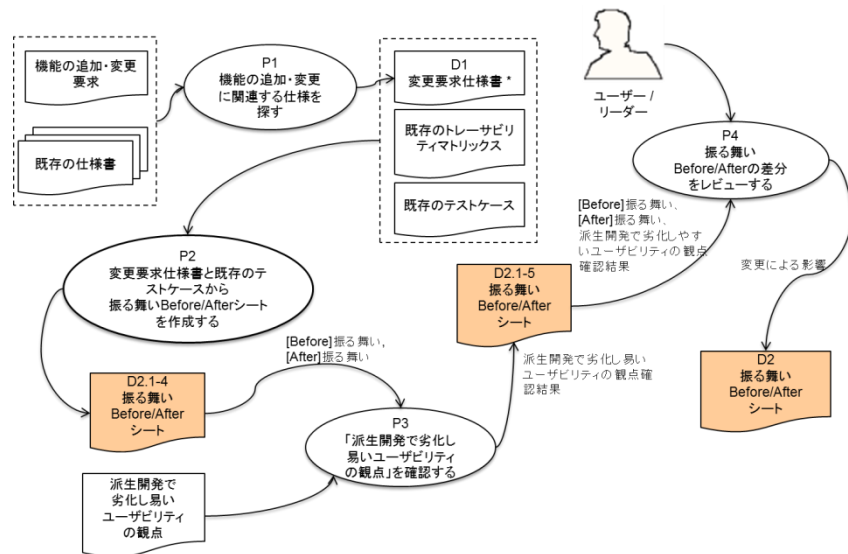 機能の追加・変更
要求
既存の仕様書
P1
機能の追加・変更
に関連する仕様を
探す
D1
変更要求仕様書 *
既存のトレーサビリ
ティマトリックス
既存のテストケース
ユーザー /
リーダー
P4
振る舞い
Before/Afterの差分
をレビューする
P2
変更要求仕様書と既存のテ
ストケースから
振る舞いBefore/Afterシート
を作成する
[Before]振る舞い、
[After]振る舞い、
派生開発で劣化しやす
いユーザビリティの観点
確認結果
変更による影響
D2.1-5
振る舞い
Before/After
シート
[Before]振る舞い,
[After]振る舞い
派生開発で劣化し易い
ユーザビリティの観点確
認結果
D2
振る舞い
Before/After
シート
D2.1-4
振る舞い
Before/After
シート
P3
「派生開発で劣化し
易いユーザビリティ
の観点」を確認する
派生開発で
劣化し易い
ユーザビリティ
の観点